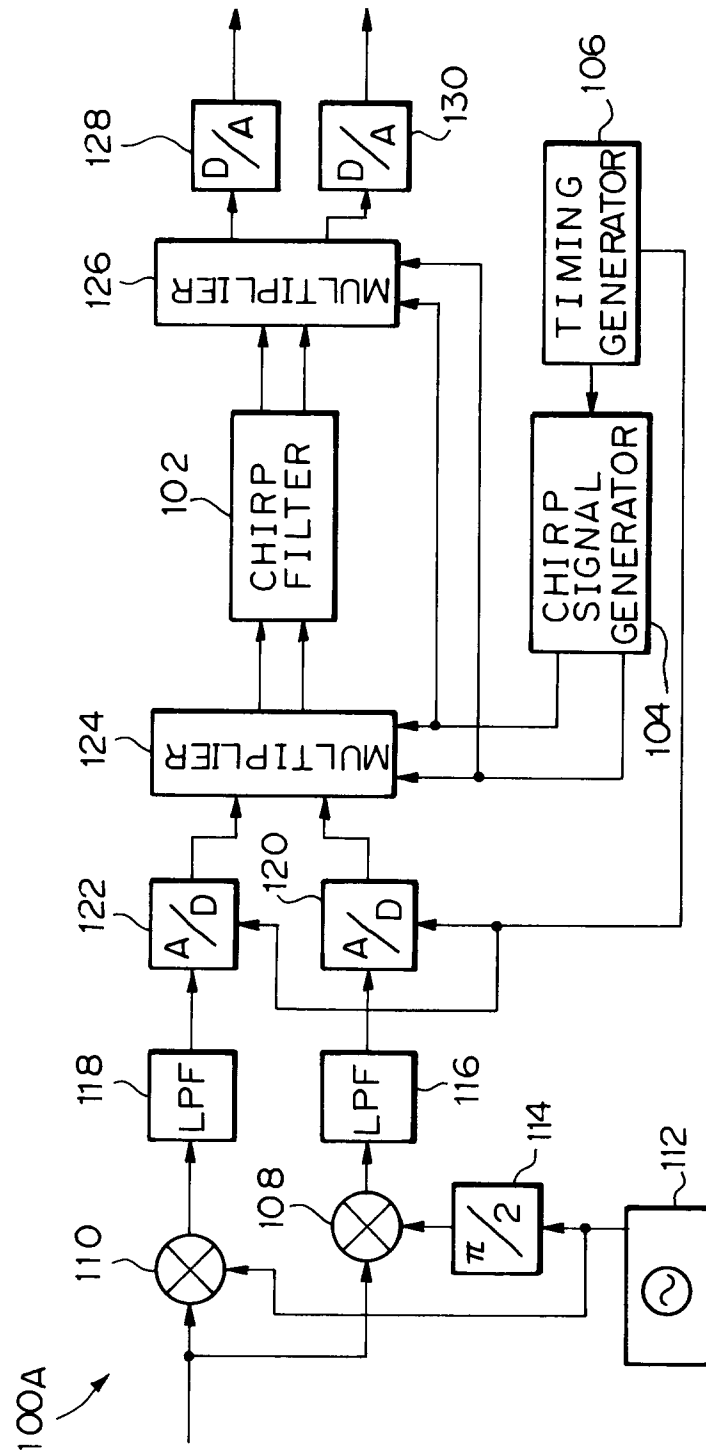 100A
110
118
122
124
102
126
128
LPF
A/D
MULTIPLIER
CHIRP
FILTER
MULTIPLIER
D/A
108
LPF
116
120
A/D
D/A
130
π/2
114
112
104
CHIRP
SIGNAL
GENERATOR
TIMING
GENERATOR
106